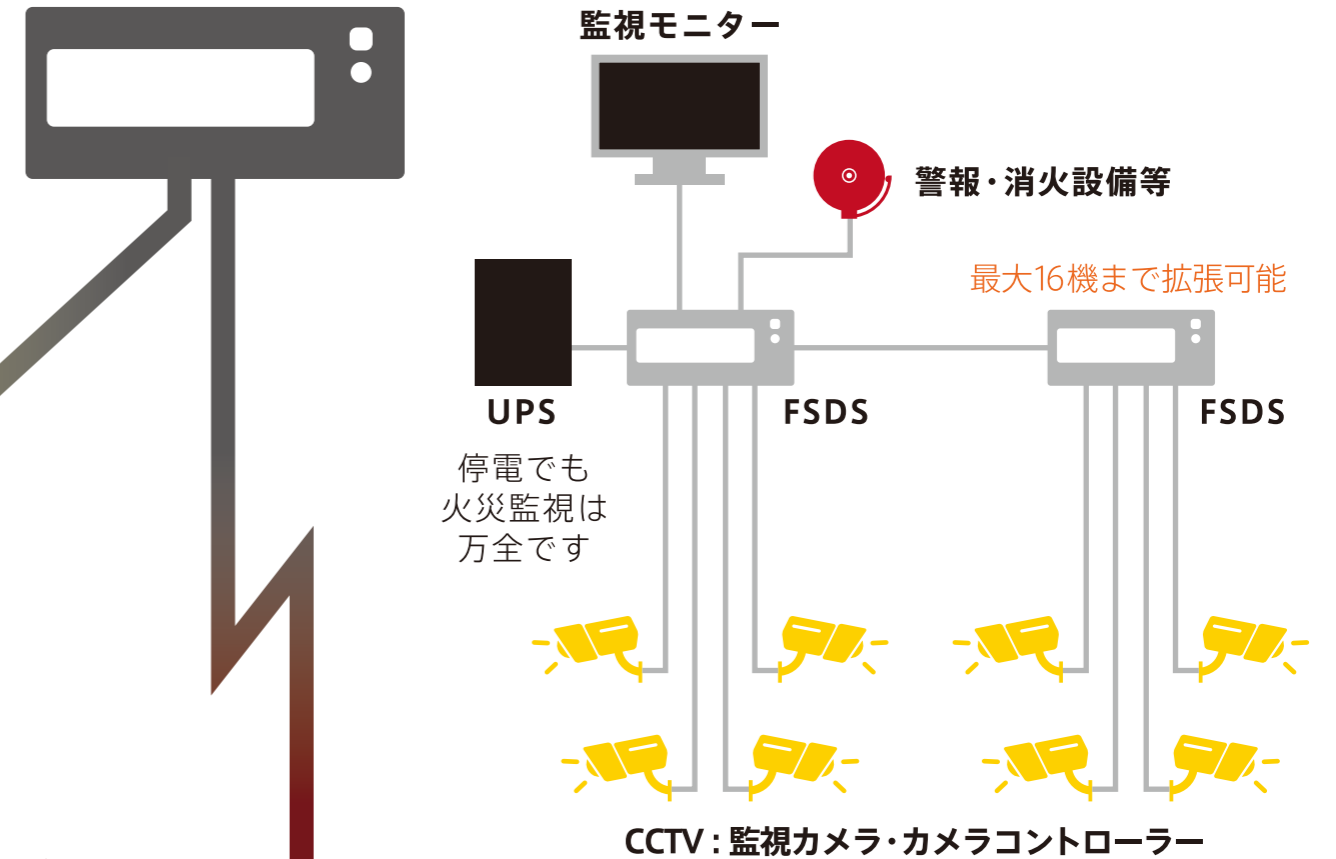 監視モニター
警報・消火設備等
最大16機まで拡張可能
UPS
FSDS
FSDS
停電でも
火災監視は
万全です
CCTV：監視カメラ・カメラコントローラー